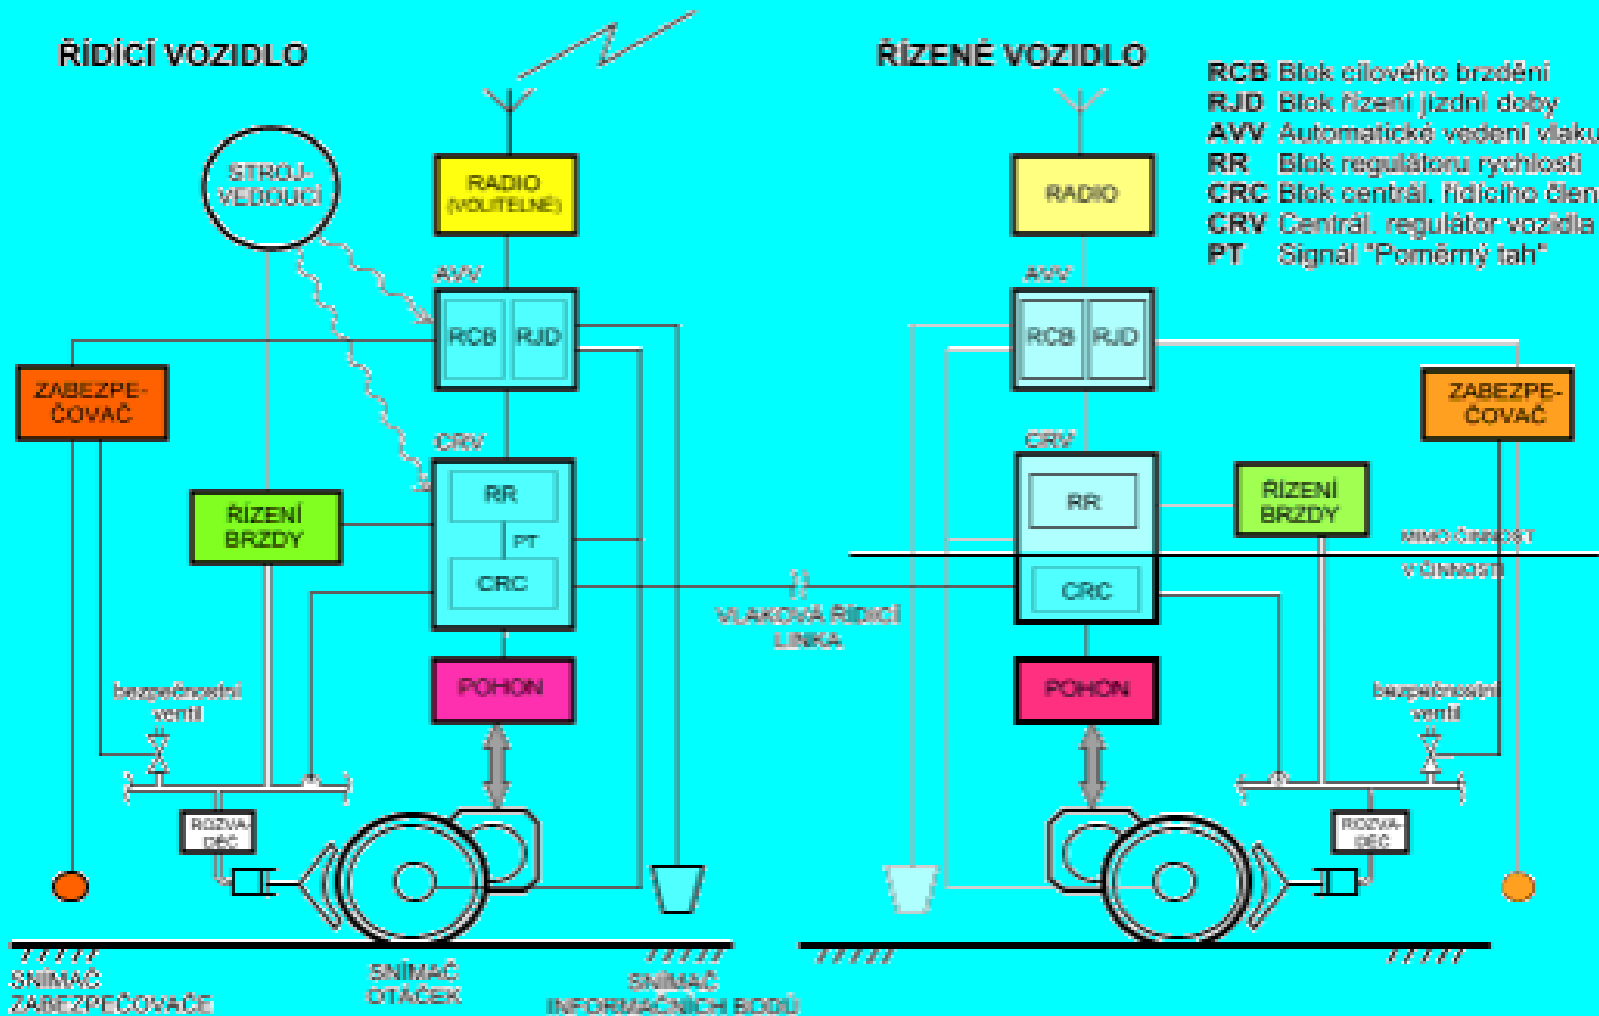 ŘÍDÍCÍ VOZIDLO
ŘÍZENÉ VOZIDLO
RCB Blok cílového brzdění
RJD Blok řízení jízdní doby
AVV Automatické vedení vlaku
RR Blok regulátoru rychlosti
CRC Blok centrál. řídícího člen
CRV Centrál. regulátor vozidla
PT Signál "Poměrný tah"
STROJ-
VEDOUCÍ
RADIO
(VOLITELNĚ)
RADIO
AVV
AVV
RCB RJD
RCB RJD
ZABEZPE-
ČOVAČ
ZABEZPE-
ČOVAČ
CRV
CRV
RR
RR
PT
CRC
CRC
ŘÍZENÍ
BRZDY
ŘÍZENÍ
BRZDY
MIMO ČINNOST
V ČINNOSTI
VLAKOVÁ ŘÍDICÍ
LINKA
POHON
POHON
bezpečnostní
ventil
bezpečnostní
ventil
ROZVA-
DĚČ
ROZVA-
DĚČ
SNÍMAČ
ZABEZPEČOVAČE
SNÍMAČ
OTÁČEK
SNÍMAČ
INFORMAČNÍCH BODŮ